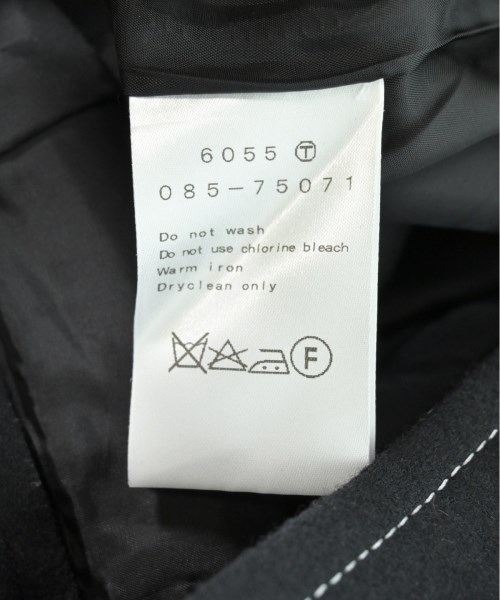 6055 Ⓣ
085-75071
Do not wash
Do not use chlorine bleach
Warm iron
Dryclean only
F